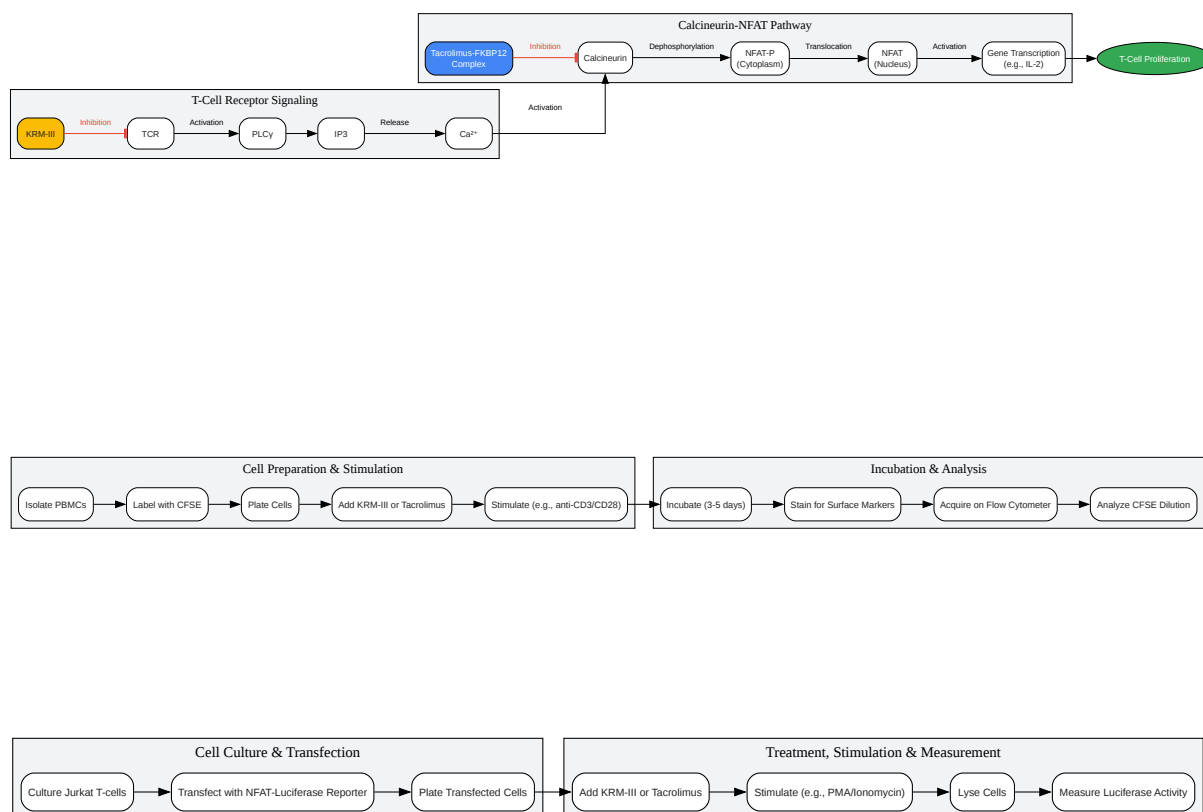 Calcineurin-NFAT Pathway
Tacrolimus-FKBP12
Complex
Inhibition
Calcineurin
Dephosphorylation
NFAT-P
(Cytoplasm)
Translocation
NFAT
(Nucleus)
Activation
Gene Transcription
(e.g., IL-2)
T-Cell Proliferation
T-Cell Receptor Signaling
KRM-III
Inhibition
TCR
Activation
PLCγ
IP3
Release
Ca²⁺
Activation
Cell Preparation & Stimulation
Isolate PBMCs
Label with CFSE
Plate Cells
Add KRM-III or Tacrolimus
Stimulate (e.g., anti-CD3/CD28)
Incubation & Analysis
Incubate (3-5 days)
Stain for Surface Markers
Acquire on Flow Cytometer
Analyze CFSE Dilution
Cell Culture & Transfection
Culture Jurkat T-cells
Transfect with NFAT-Luciferase Reporter
Plate Transfected Cells
Treatment, Stimulation & Measurement
Add KRM-III or Tacrolimus
Stimulate (e.g., PMA/Ionomycin)
Lyse Cells
Measure Luciferase Activity